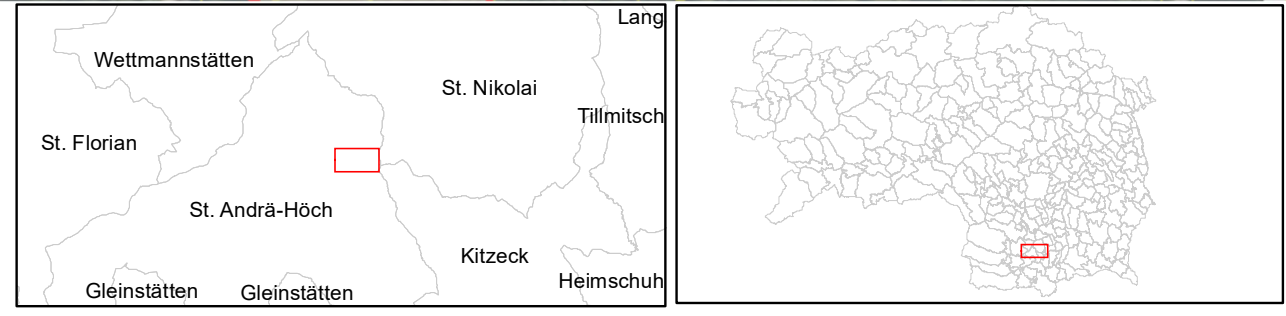 Lang
Wettmannstätten
St. Nikolai
Tillmitsch
St. Florian
St. Andrä-Höch
Kitzeck
Heimschuh
Gleinstätten
Gleinstätten